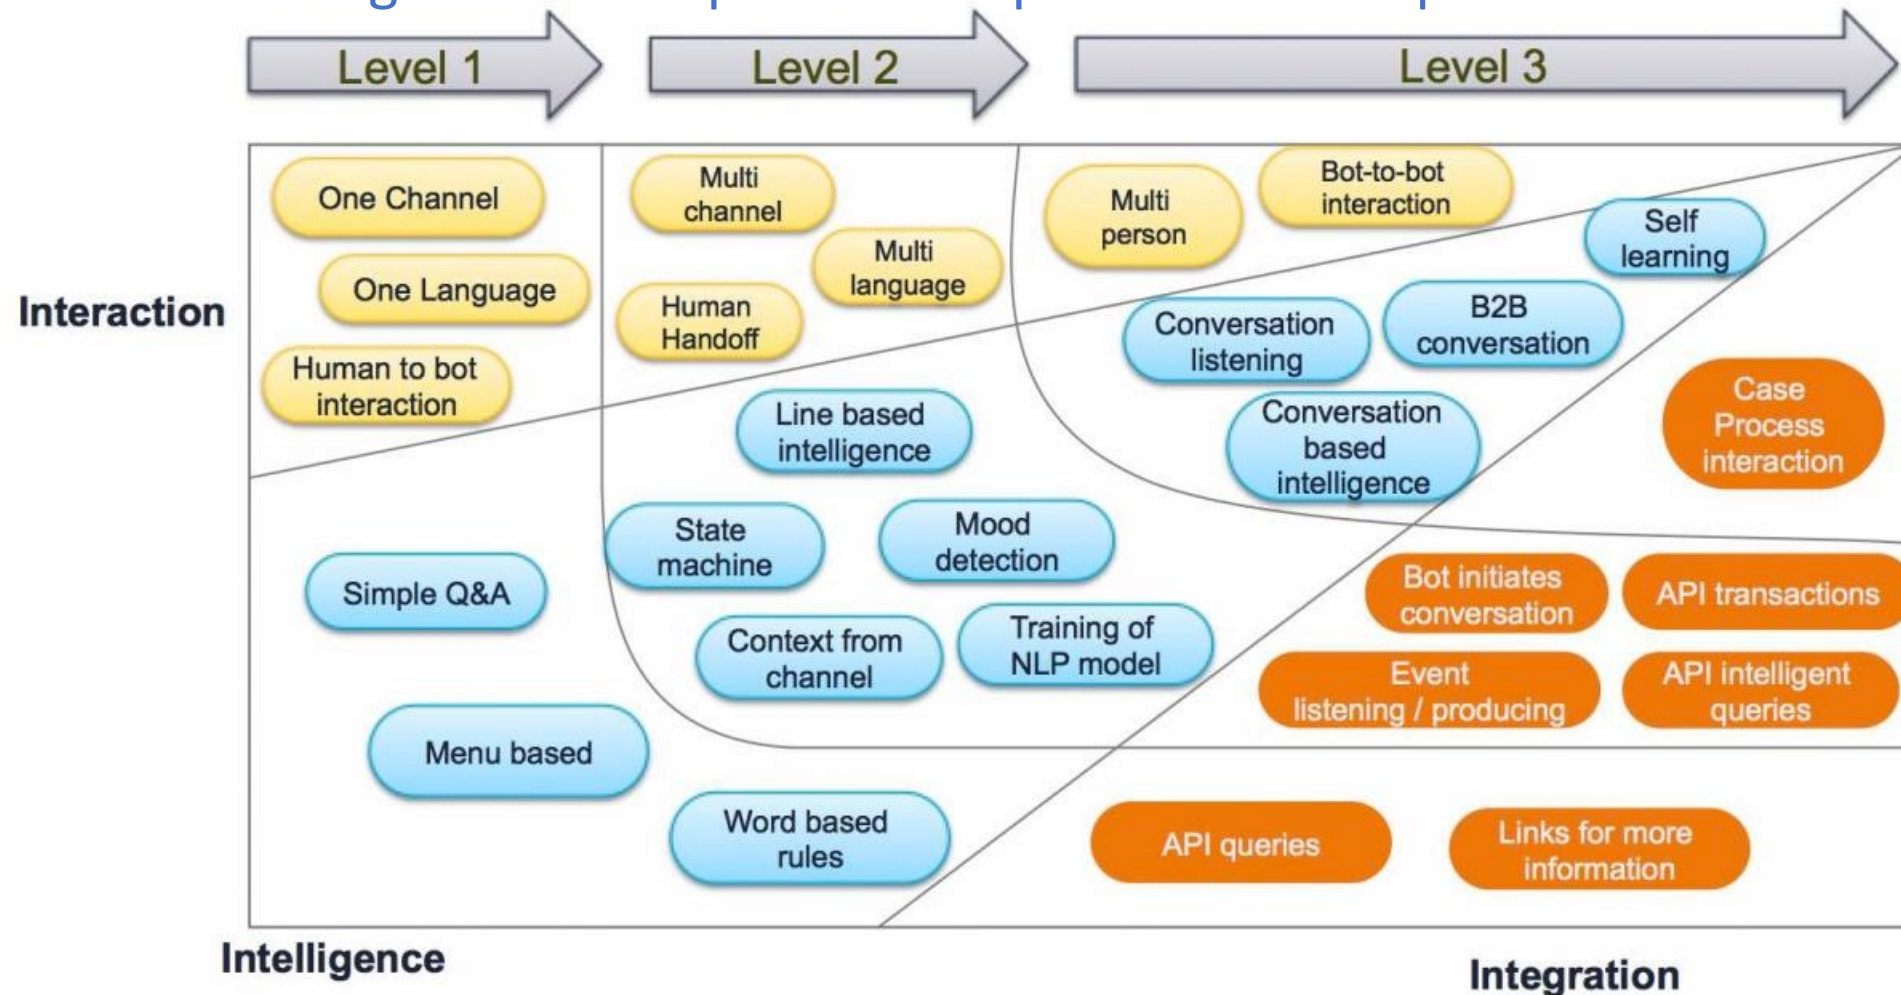 Level 1
Level 2
Level 3
One Channel
One Language
Human to bot
interaction
Multi
channel
Multi
language
Human
Handoff
Multi
person
Bot-to-bot
interaction
Self
learning
Interaction
Conversation
listening
B2B
conversation
Conversation
based
intelligence
Case
Process
interaction
Line based
intelligence
State
machine
Mood
detection
Simple Q&A
Context from
channel
Training of
NLP model
Bot initiates
conversation
API transactions
Event
listening / producing
API intelligent
queries
Menu based
Word based
rules
API queries
Links for more
information
Intelligence
Integration